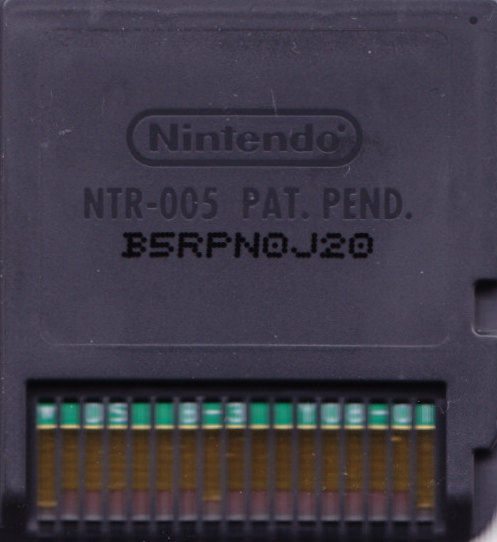 Nintendo
NTR-005 PAT. PEND.
B5RPN0J20